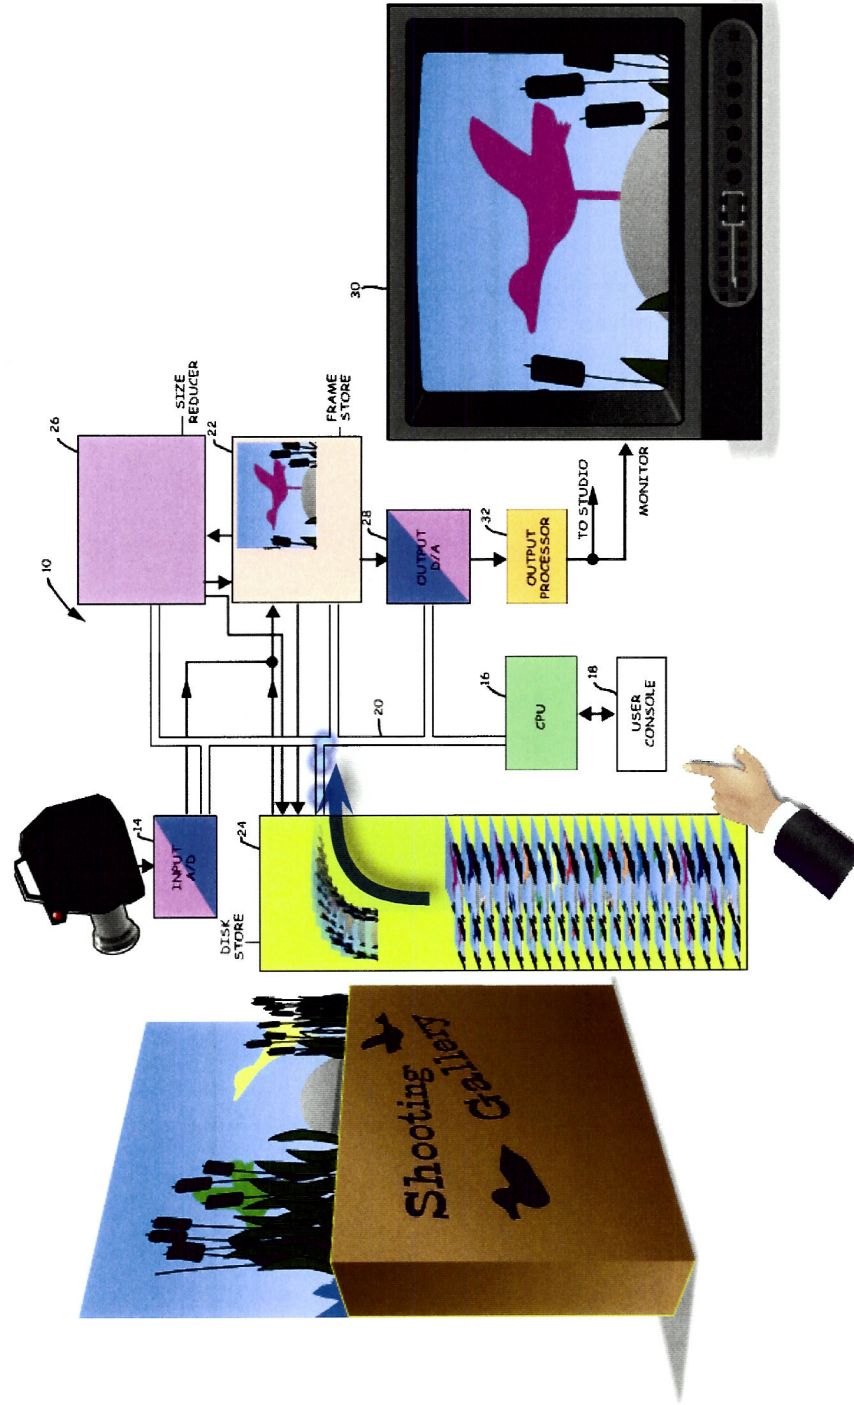 10
26
SIZE
REDUCER
22
FRAME
STORE
30
14
INPUT
A/D
20
28
OUTPUT
D/A
32
OUTPUT
PROCESSOR
TO STUDIO
MONITOR
16
CPU
18
USER
CONSOLE
24
DISK
STORE
Shooting
Gallery